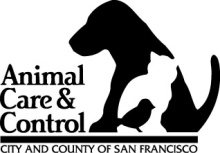 Animal
Care &
Control
CITY AND COUNTY OF SAN FRANCISCO